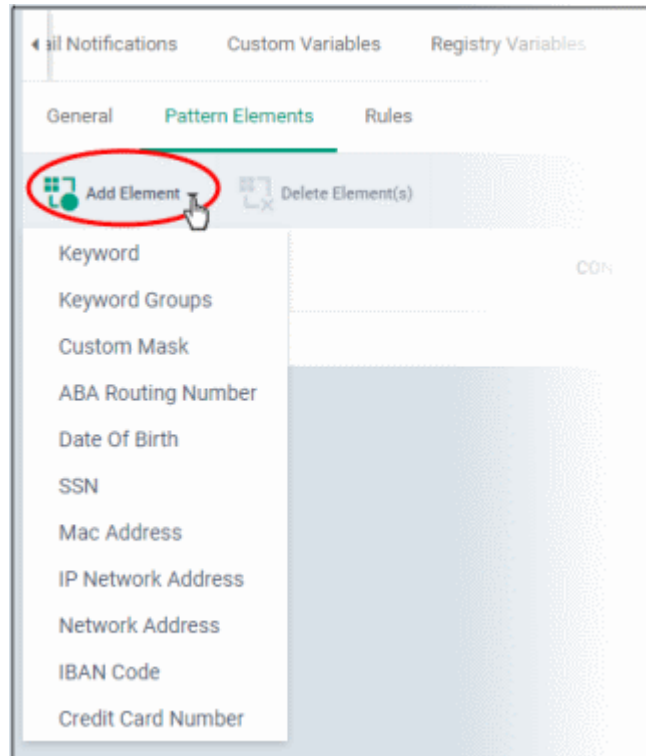 ail Notifications Custom Variables Registry Variables
General Pattern Elements Rules
Add Element Delete Element(s)
Keyword
CON
Keyword Groups
Custom Mask
ABA Routing Number
Date Of Birth
SSN
Mac Address
IP Network Address
Network Address
IBAN Code
Credit Card Number